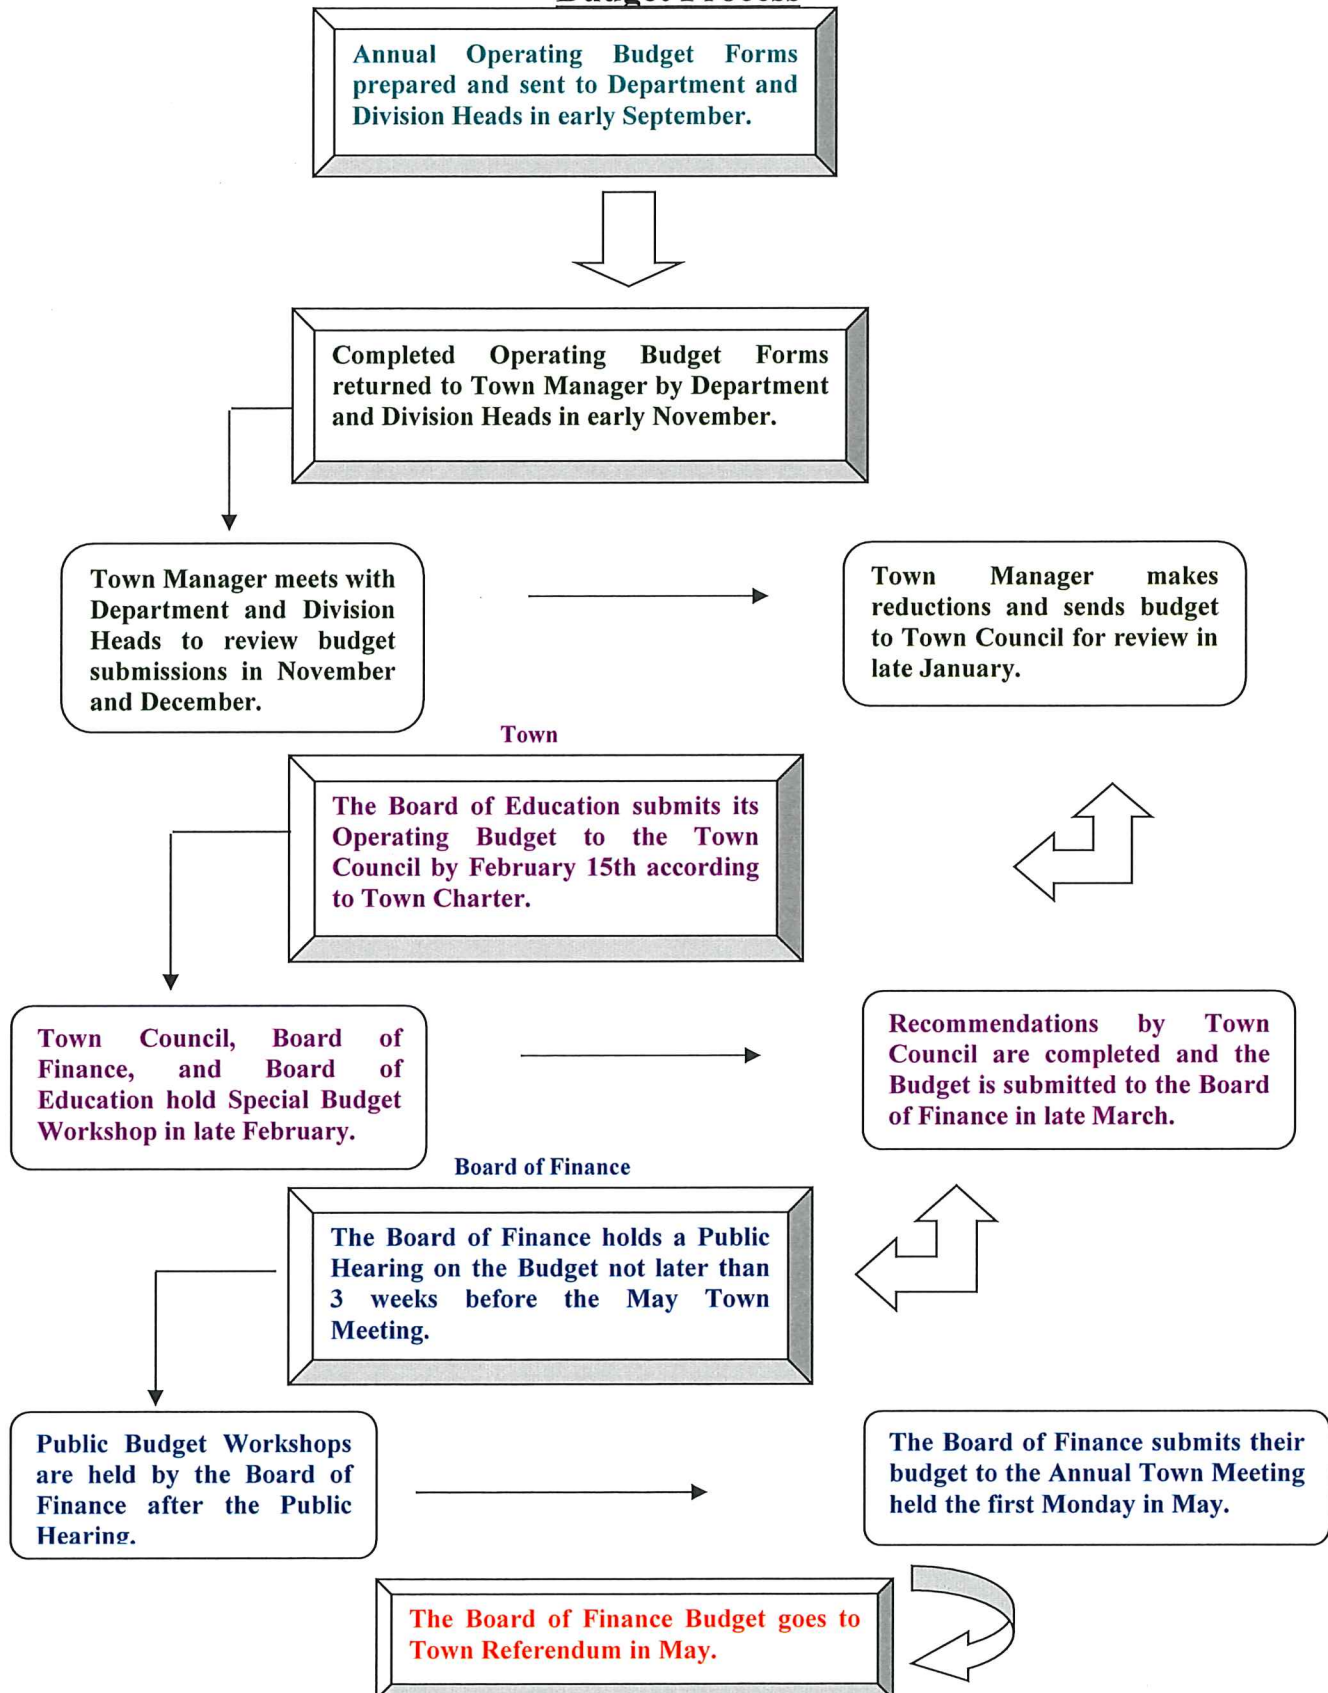 Budget Process
Annual Operating Budget Forms
prepared and sent to Department and
Division Heads in early September.
Completed Operating Budget Forms
returned to Town Manager by Department
and Division Heads in early November.
Town Manager meets with
Department and Division
Heads to review budget
submissions in November
and December.
Town Manager makes
reductions and sends budget
to Town Council for review in
late January.
Town
The Board of Education submits its
Operating Budget to the Town
Council by February 15th according
to Town Charter.
Town Council, Board of
Finance, and Board of
Education hold Special Budget
Workshop in late February.
Recommendations by Town
Council are completed and the
Budget is submitted to the Board
of Finance in late March.
Board of Finance
The Board of Finance holds a Public
Hearing on the Budget not later than
3 weeks before the May Town
Meeting.
Public Budget Workshops
are held by the Board of
Finance after the Public
Hearing.
The Board of Finance submits their
budget to the Annual Town Meeting
held the first Monday in May.
The Board of Finance Budget goes to
Town Referendum in May.